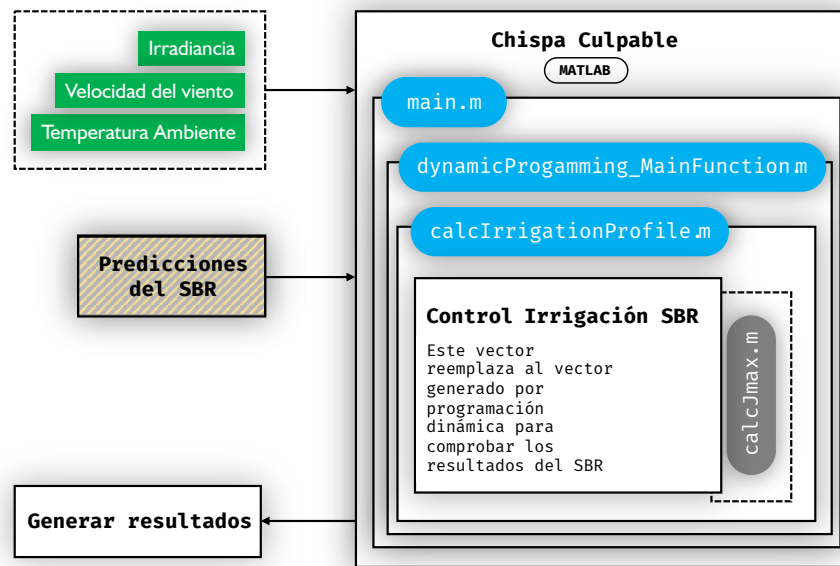 Irradiancia
Velocidad del viento
Temperatura Ambiente
Predicciones
del SBR
Generar resultados
Chispa Culpable
MATLAB
main.m
dynamicProgamming_MainFunction.m
calcIrrigationProfile.m
Control Irrigación SBR
Este vector
reemplaza al vector
generado por
programación
dinámica para
comprobar los
resultados del SBR
calcJmax.m